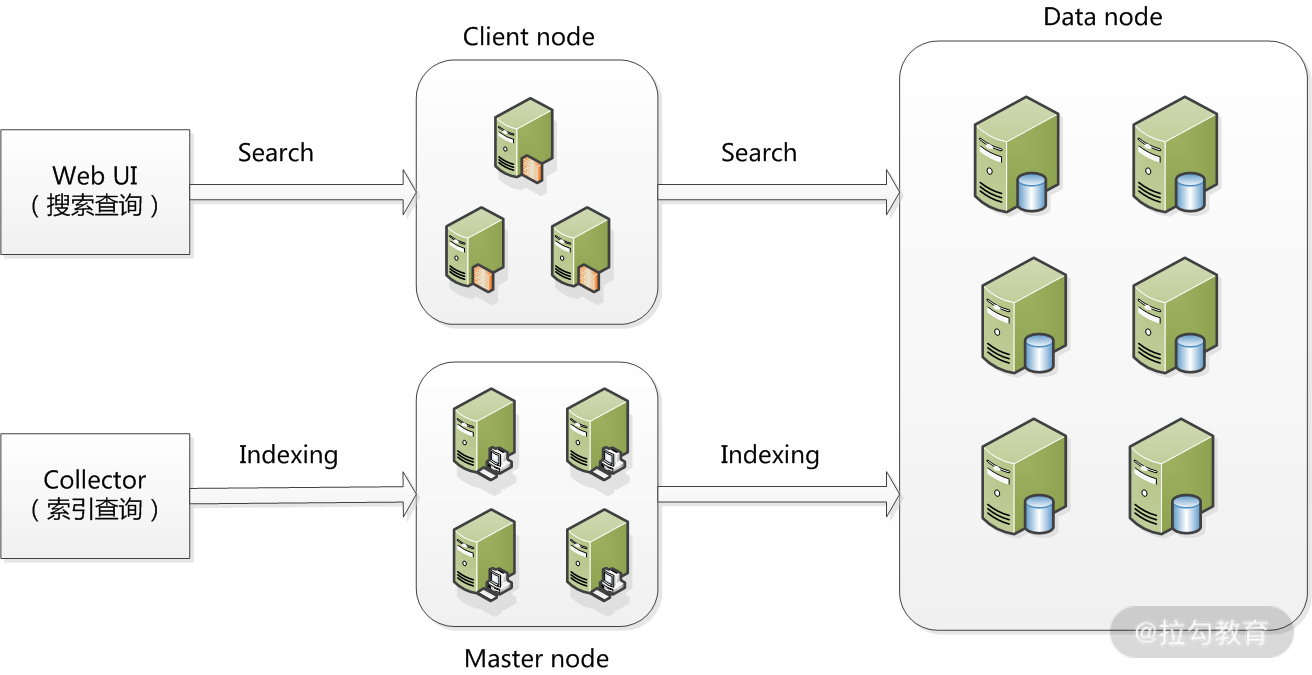 Data node
Client node
Search
Search
Web UI
（搜索查询）
Indexing
Indexing
Collector
（索引查询）
Master node
@拉勾教育